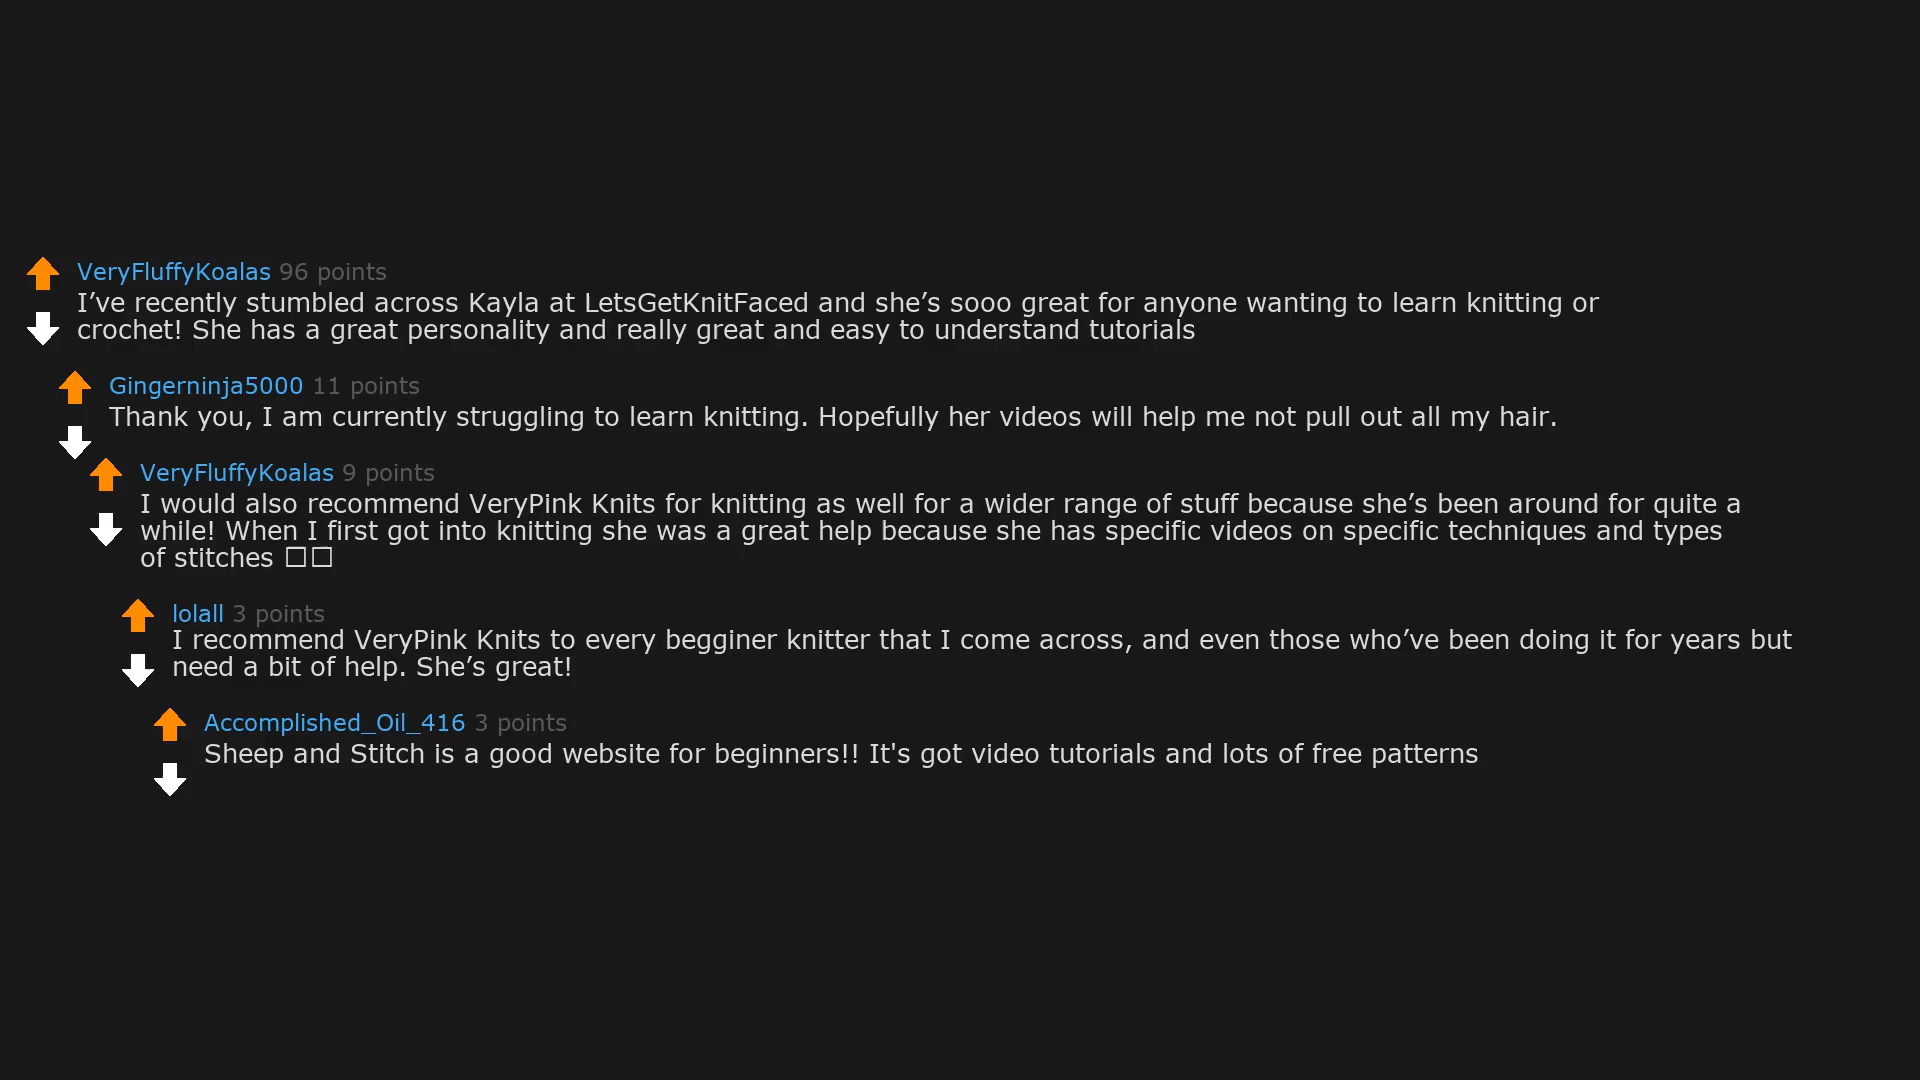 VeryFluffyKoalas 96 points
I’ve recently stumbled across Kayla at LetsGetKnitFaced and she’s sooo great for anyone wanting to learn knitting or
crochet! She has a great personality and really great and easy to understand tutorials
Gingerninja5000 11 points
Thank you, I am currently struggling to learn knitting. Hopefully her videos will help me not pull out all my hair.
VeryFluffyKoalas 9 points
I would also recommend VeryPink Knits for knitting as well for a wider range of stuff because she’s been around for quite a
while! When I first got into knitting she was a great help because she has specific videos on specific techniques and types
of stitches □□
lolall 3 points
I recommend VeryPink Knits to every begginer knitter that I come across, and even those who’ve been doing it for years but
need a bit of help. She’s great!
Accomplished_Oil_416 3 points
Sheep and Stitch is a good website for beginners!! It's got video tutorials and lots of free patterns